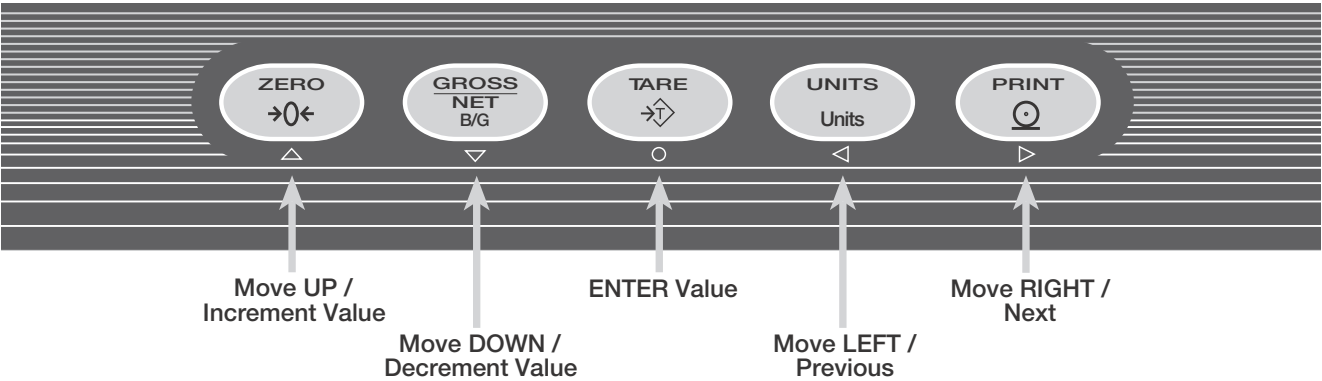 ZERO
→0←
GROSS
NET
B/G
TARE
→T
UNITS
Units
PRINT
Move UP /
Increment Value
Move DOWN /
Decrement Value
ENTER Value
Move LEFT /
Previous
Move RIGHT /
Next